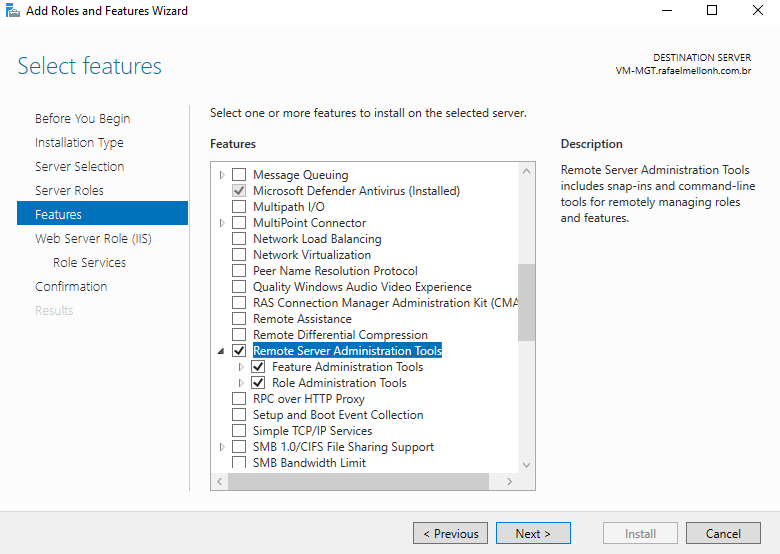 Add Roles and Features Wizard
Select features
DESTINATION SERVER
VM-MGT.rafaelmellonh.com.br
Before You Begin
Installation Type
Server Selection
Server Roles
Features
Web Server Role (IIS)
Role Services
Confirmation
Results
Select one or more features to install on the selected server.
Features
Message Queuing
Microsoft Defender Antivirus (Installed)
Multipath I/O
MultiPoint Connector
Network Load Balancing
Network Virtualization
Peer Name Resolution Protocol
Quality Windows Audio Video Experience
RAS Connection Manager Administration Kit (CMA
Remote Assistance
Remote Differential Compression
Remote Server Administration Tools
Feature Administration Tools
Role Administration Tools
RPC over HTTP Proxy
Setup and Boot Event Collection
Simple TCP/IP Services
SMB 1.0/CIFS File Sharing Support
SMB Bandwidth Limit
Description
Remote Server Administration Tools
includes snap-ins and command-line
tools for remotely managing roles
and features.
< Previous
Next >
Install
Cancel